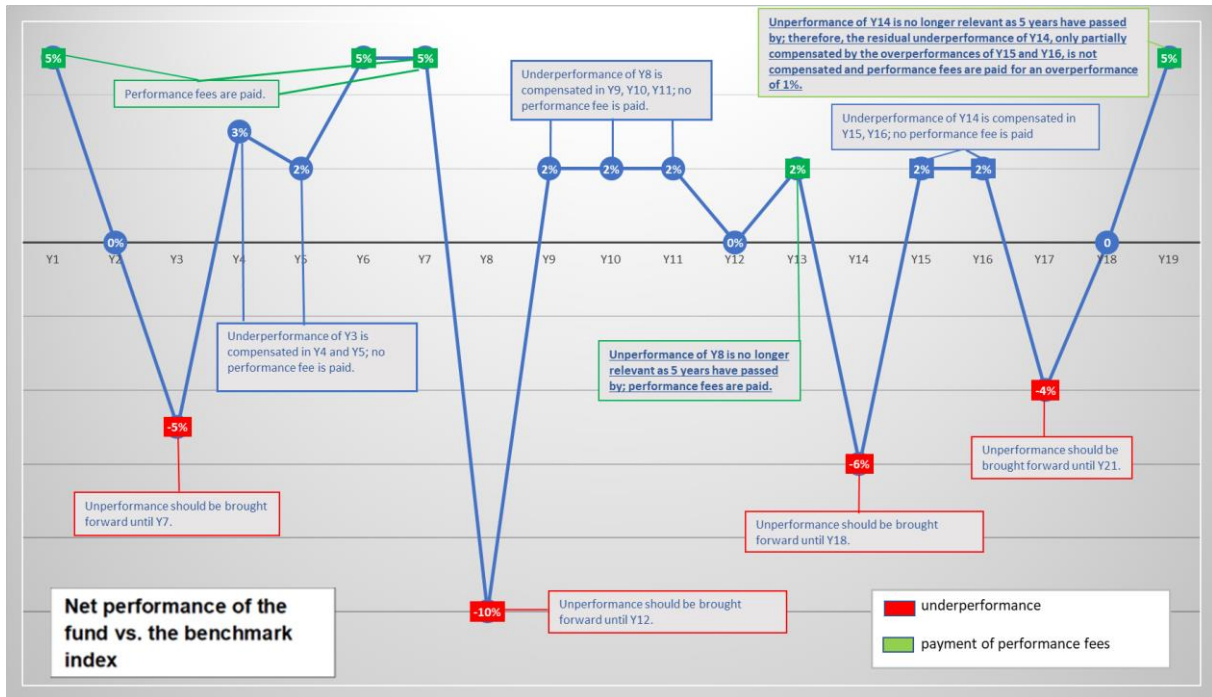 Unperformance of Y14 is no longer relevant as 5 years have passed
by; therefore, the residual underperformance of Y14, only partially
compensated by the overperformances of Y15 and Y16, is not
compensated and performance fees are paid for an overperformance
of 1%.
5%
5%
5%
5%
Performance fees are paid.
Underperformance of Y8 is
compensated in Y9, Y10, Y11; no
performance fee is paid.
Underperformance of Y14 is compensated in
Y15, Y16; no performance fee is paid
3%
2%
2%
2%
2%
2%
2%
2%
0%
0%
0
Y1
Y2
Y3
Y4
Y5
Y6
Y7
Y8
Y9
Y10
Y11
Y12
Y13
Y14
Y15
Y16
Y17
Y18
Y19
Underperformance of Y3 is
compensated in Y4 and Y5; no
performance fee is paid.
Unperformance of Y8 is no longer
relevant as 5 years have passed
by; performance fees are paid.
-4%
-5%
-6%
Unperformance should be
brought forward until Y21.
Unperformance should be brought
forward until Y7.
Unperformance should be brought
forward until Y18.
-10%
Unperformance should be brought
forward until Y12.
Net performance of the
fund vs. the benchmark
index
underperformance
payment of performance fees